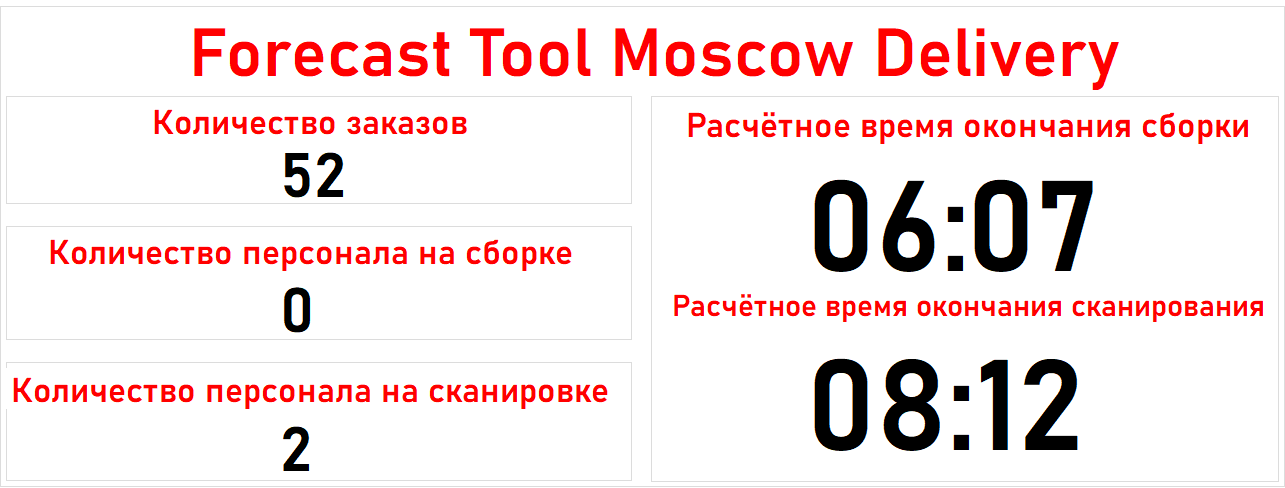 Forecast Tool Moscow Delivery
Количество заказов
52
Количество персонала на сборке
0
Количество персонала на сканировке
2
Расчётное время окончания сборки
06:07
Расчётное время окончания сканирования
08:12